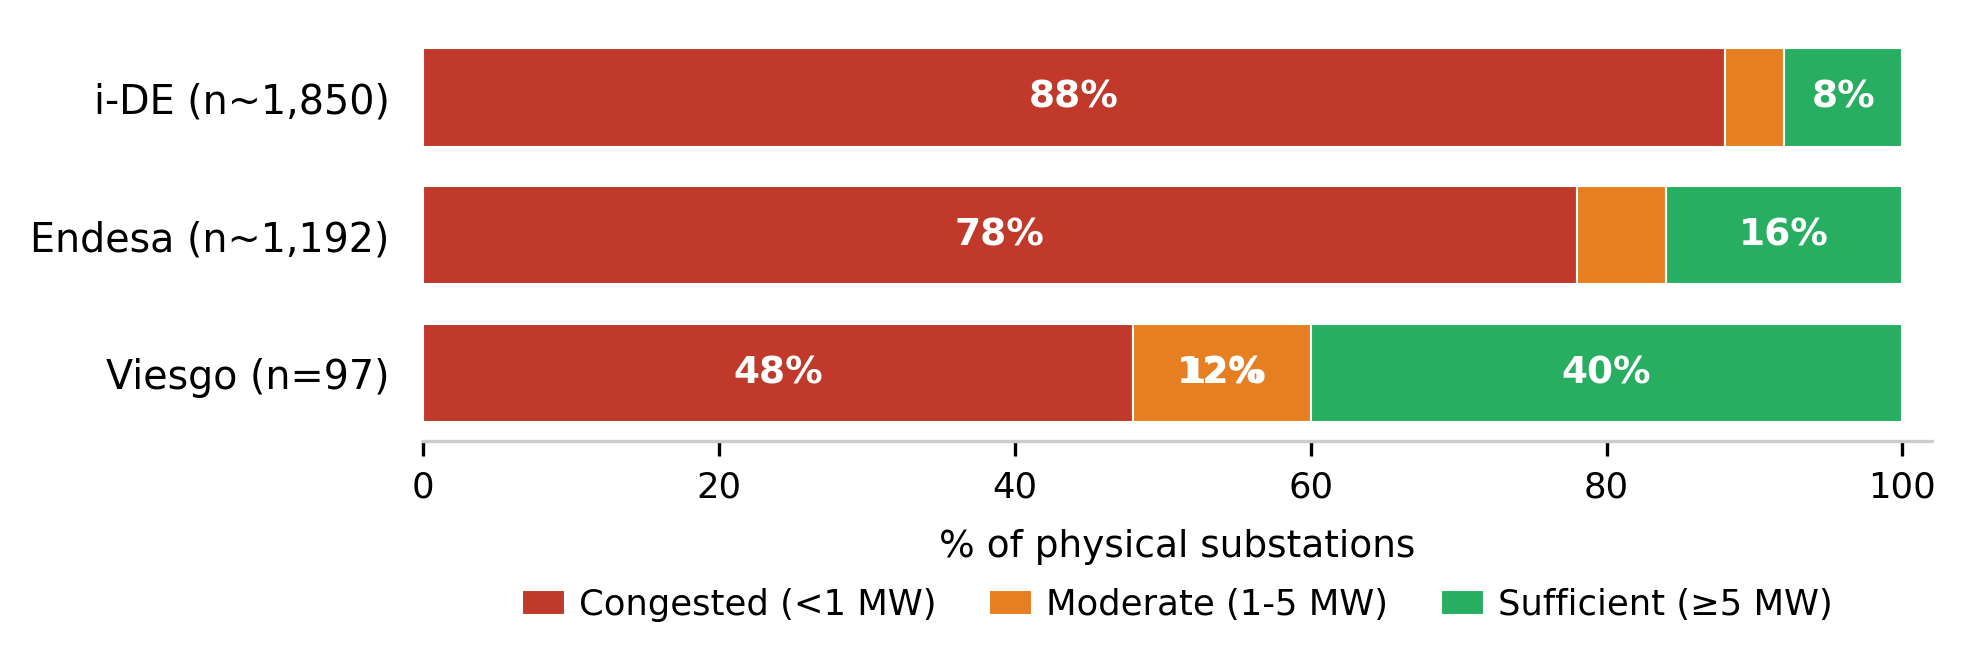 i-DE (n~1,850)
88%
8%
Endesa (n~1,192)
78%
16%
Viesgo (n=97)
48%
12%
40%
0 20 40 60 80 100
% of physical substations
Congested (<1 MW) Moderate (1-5 MW) Sufficient (≥5 MW)